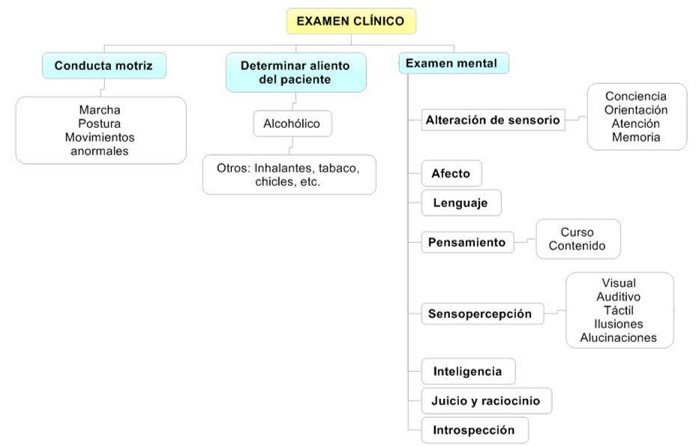 EXAMEN CLÍNICO
Conducta motriz
Marcha
Postura
Movimientos
anormales
Determinar aliento
del paciente
Alcohólico
Otros: Inhalantes, tabaco,
chicles, etc.
Examen mental
Alteración de sensorio
Conciencia
Orientación
Atención
Memoria
Afecto
Lenguaje
Pensamiento
Curso
Contenido
Sensopercepción
Visual
Auditivo
Táctil
Ilusiones
Alucinaciones
Inteligencia
Juicio y raciocinio
Introspección